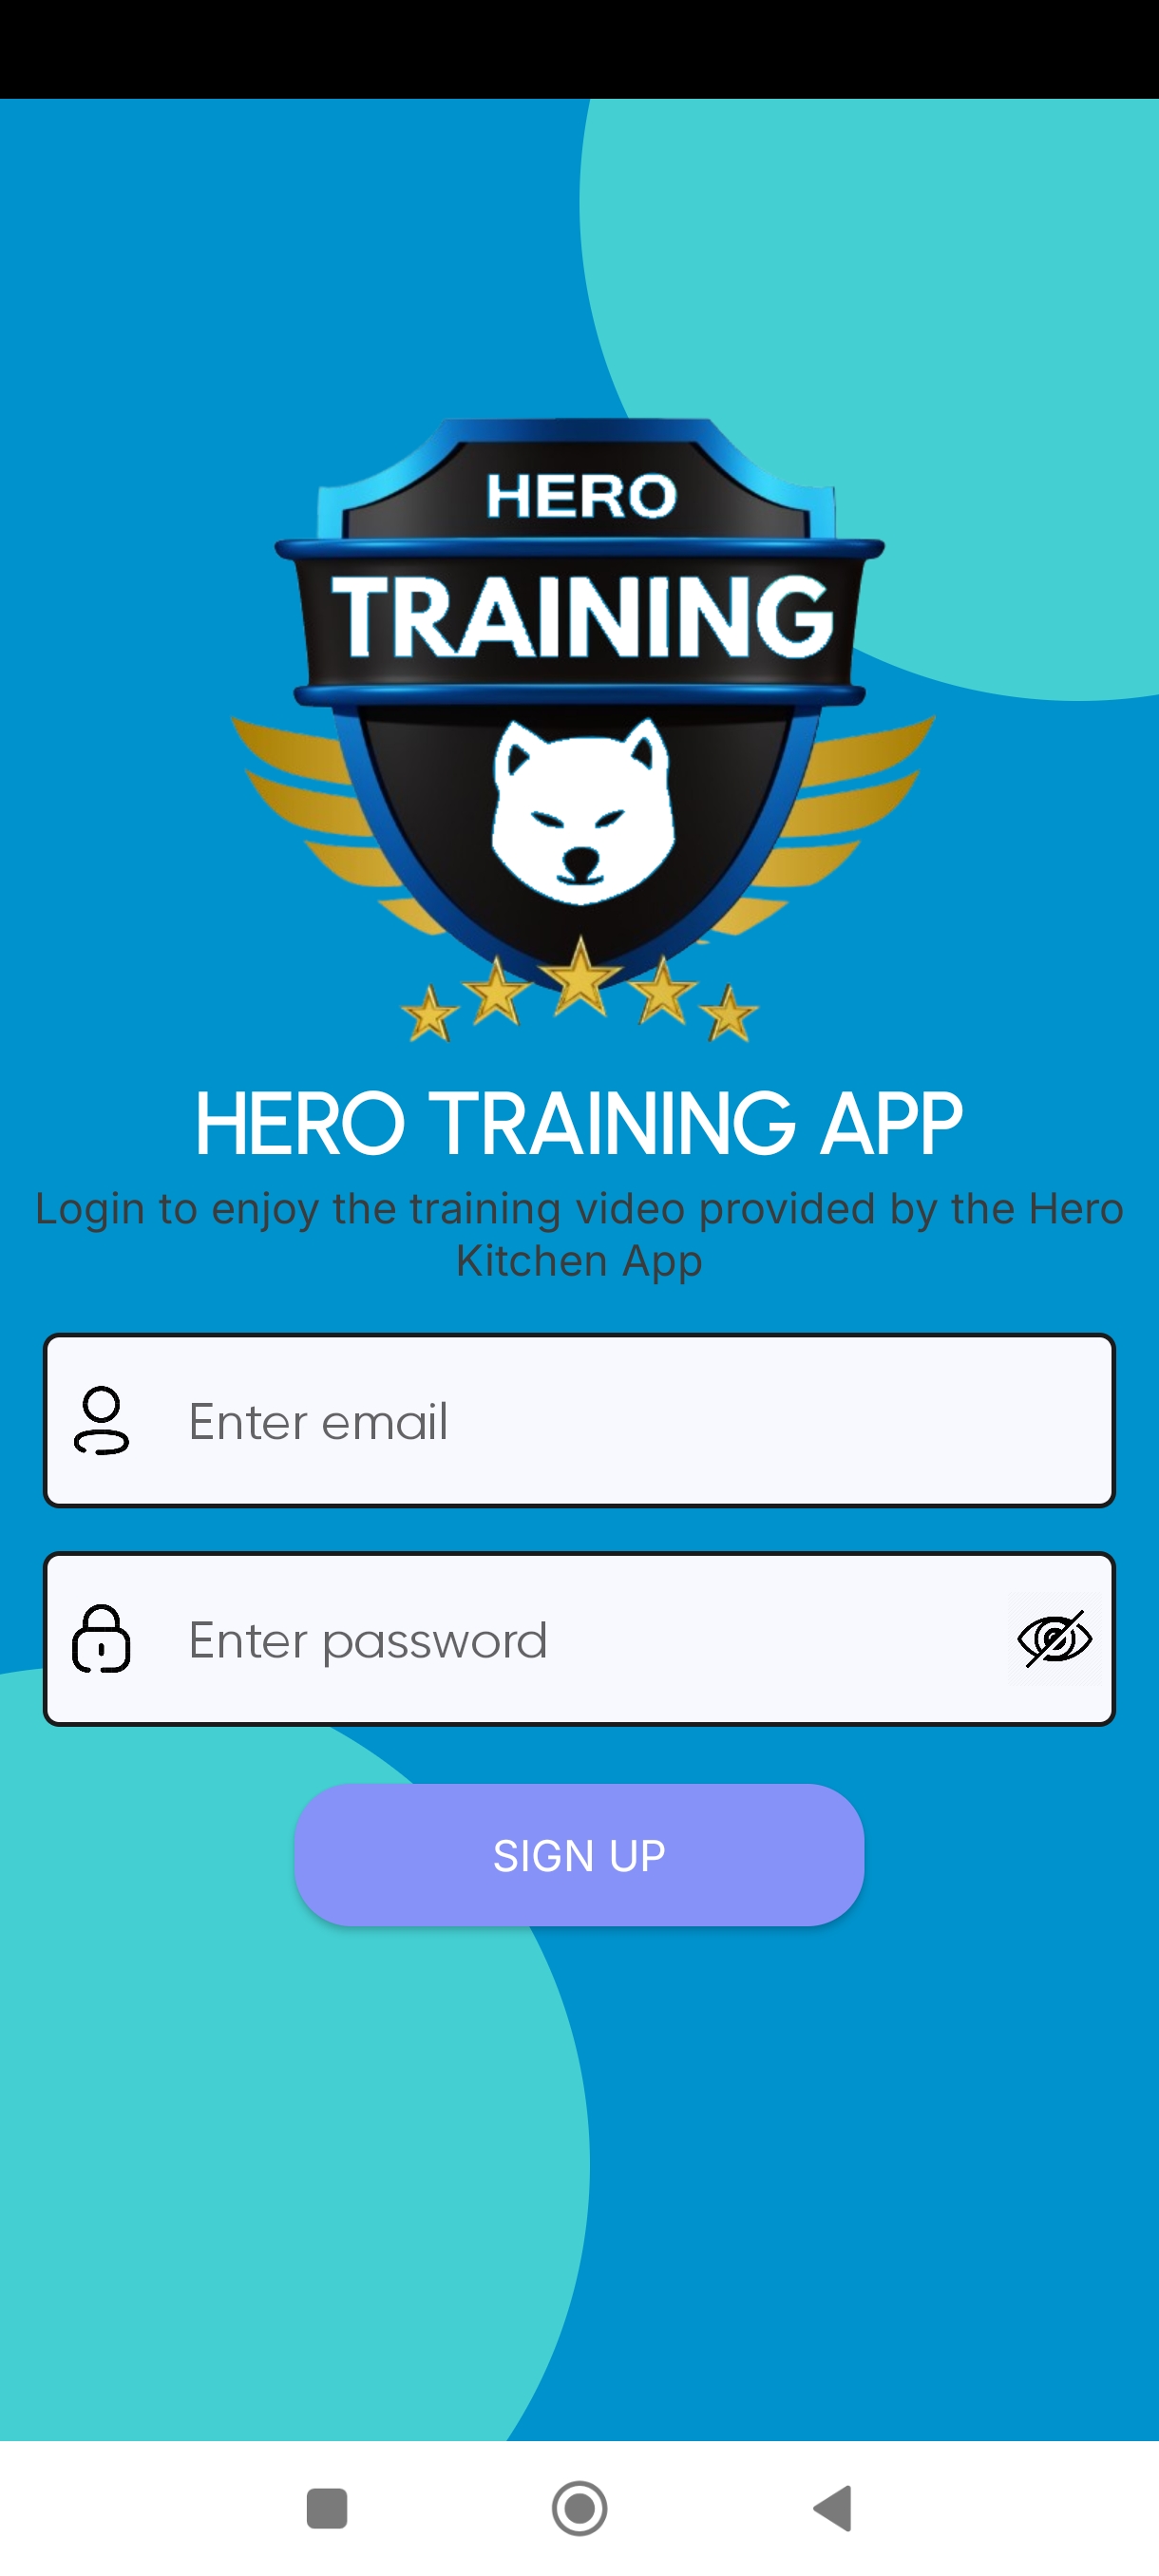 HERO
TRAINING
HERO TRAINING APP
Login to enjoy the training video provided by the Hero
Kitchen App
Enter email
Enter password
SIGN UP